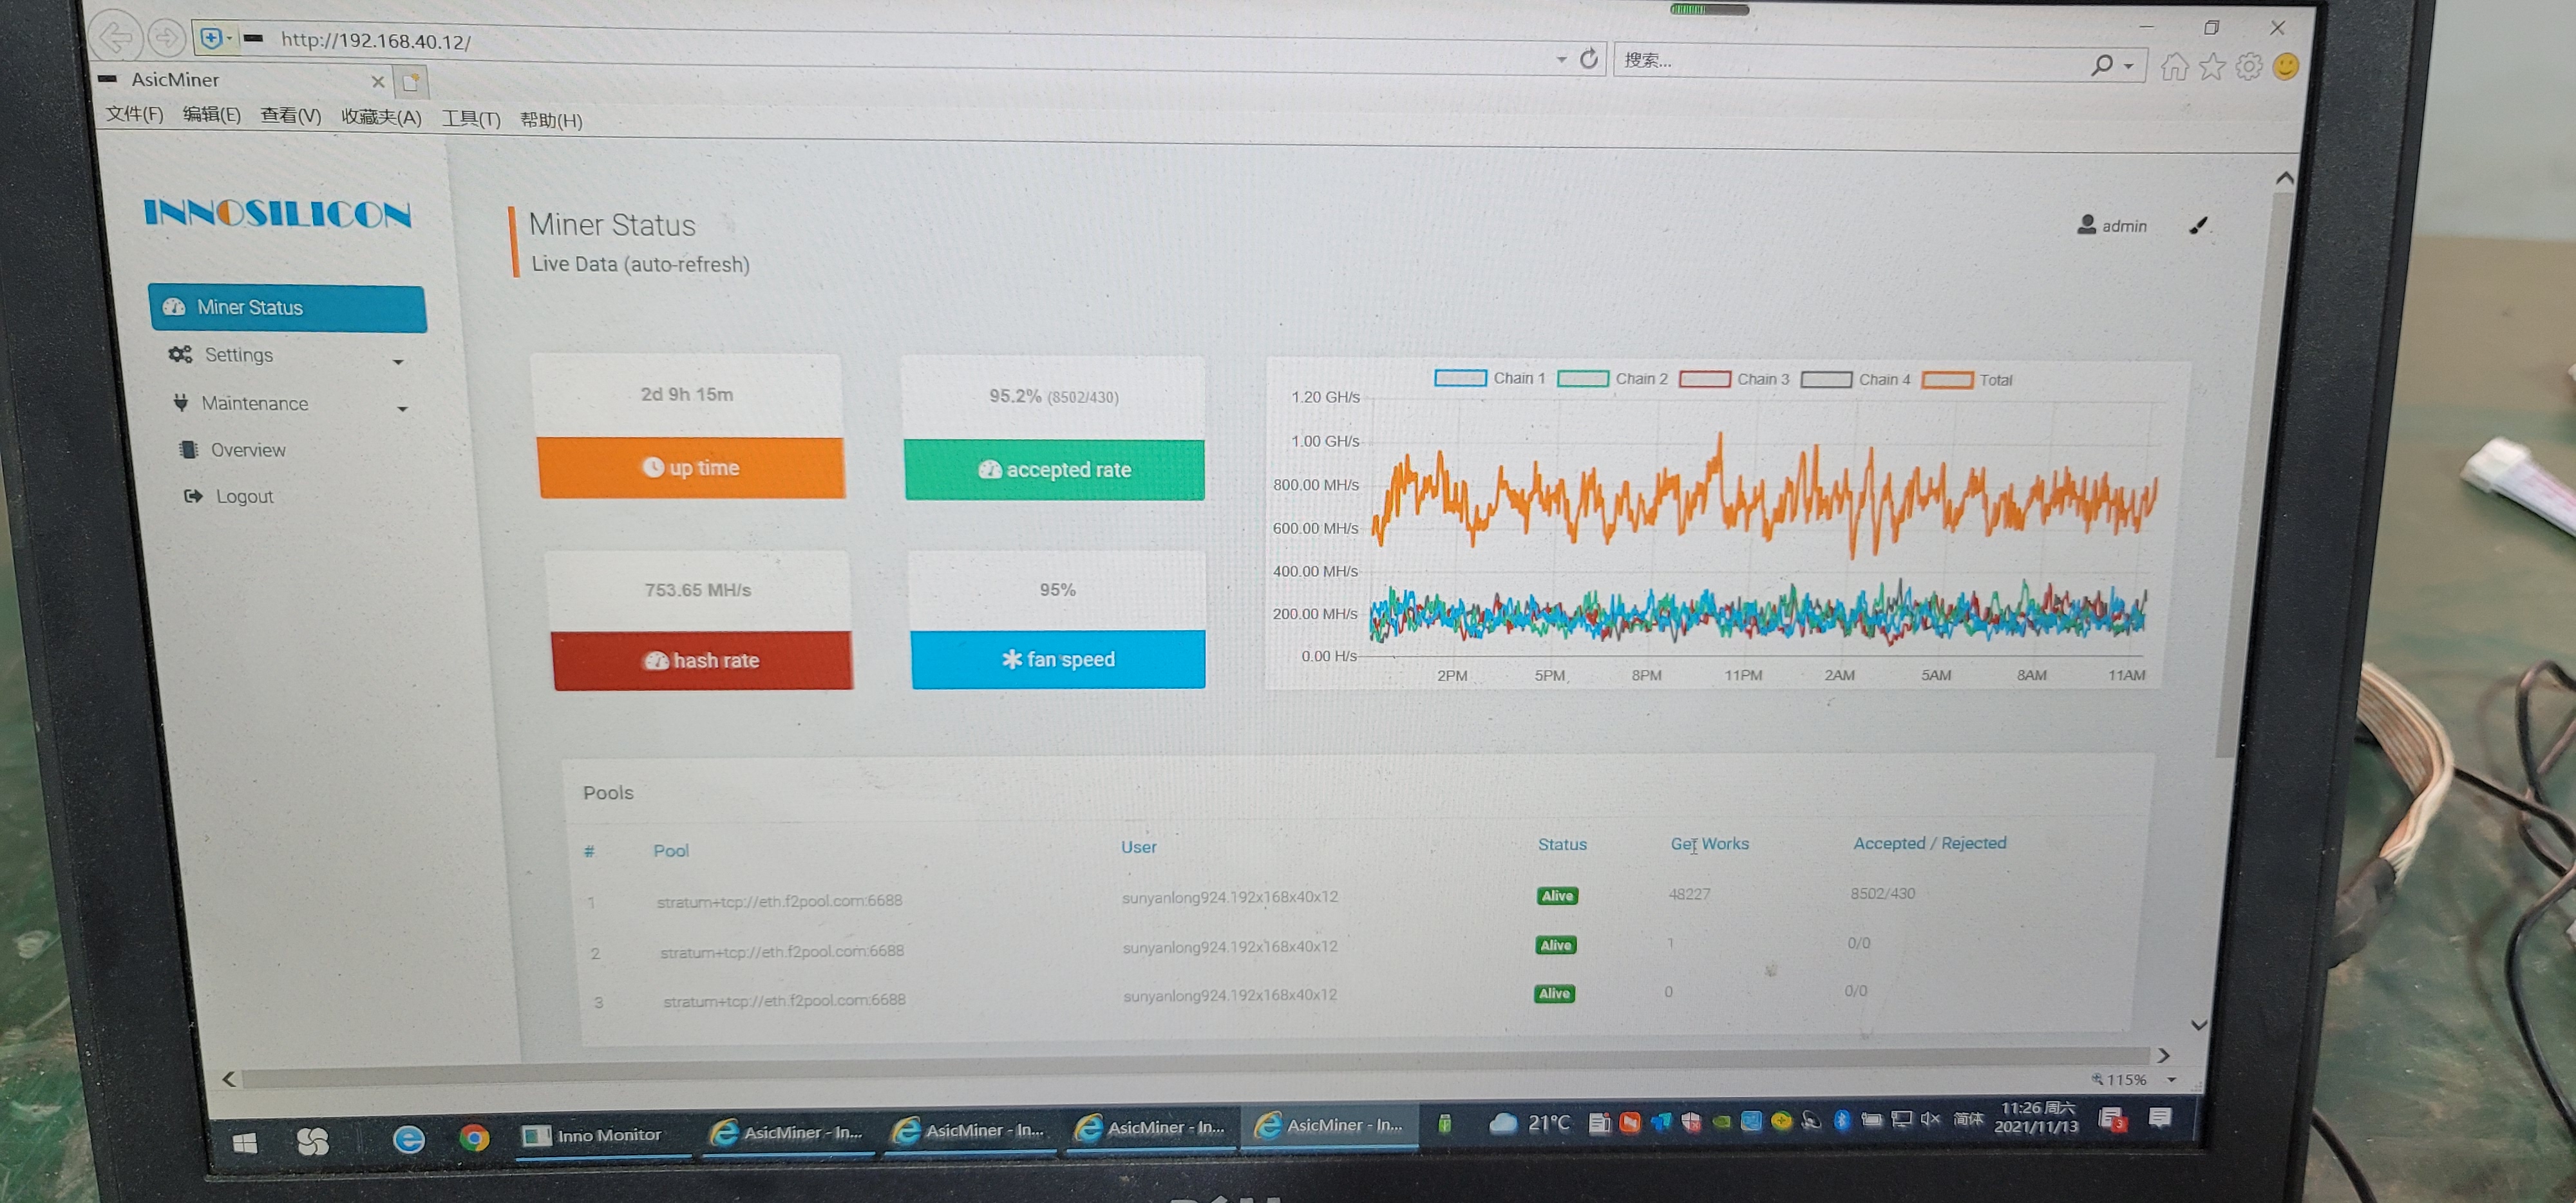 http://192.168.40.12/
搜索...
AsicMiner
文件(F) 编辑(E) 查看(V) 收藏夹(A) 工具(T) 帮助(H)
INNOSILICON
Miner Status
Settings
Maintenance
Overview
Logout
Miner Status
Live Data (auto-refresh)
admin
2d 9h 15m
up time
95.2% (8502/430)
accepted rate
753.65 MH/s
hash rate
95%
fan speed
Chain 1 Chain 2 Chain 3 Chain 4 Total
1.20 GH/s
1.00 GH/s
800.00 MH/s
600.00 MH/s
400.00 MH/s
200.00 MH/s
0.00 H/s
2PM 5PM 8PM 11PM 2AM 5AM 8AM 11AM
Pools
# Pool User Status Get Works Accepted / Rejected
1 stratum+tcp://eth.f2pool.com:6688 sunyanlong924.192x168x40x12 Alive 48227 8502/430
2 stratum+tcp://eth.f2pool.com:6688 sunyanlong924.192x168x40x12 Alive 1 0/0
3 stratum+tcp://eth.f2pool.com:6688 sunyanlong924.192x168x40x12 Alive 0 0/0
115%
Inno Monitor AsicMiner - In... AsicMiner - In... AsicMiner - In... AsicMiner - In... 21°C 简体 11:26 周六
2021/11/13
3